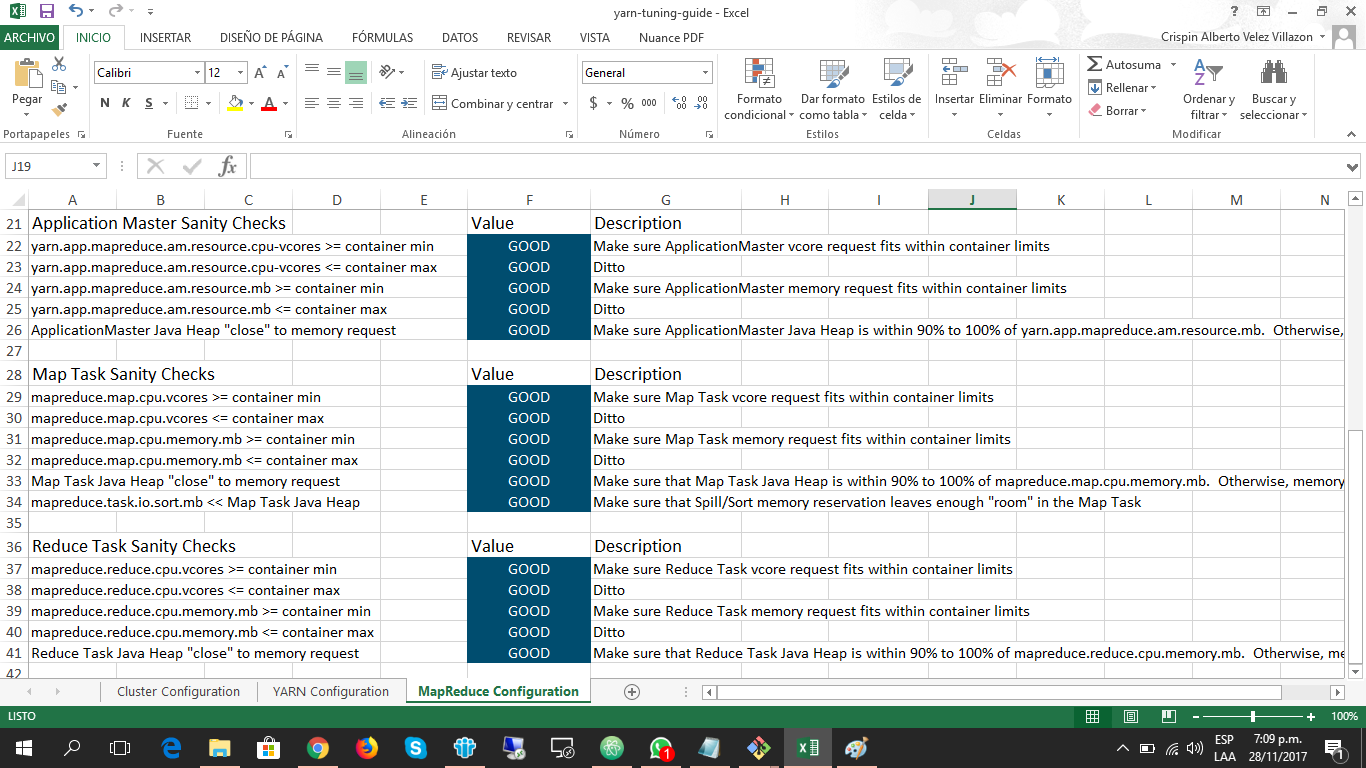 yarn-tuning-guide - Excel
ARCHIVO INICIO INSERTAR DISEÑO DE PÁGINA FÓRMULAS DATOS REVISAR VISTA Nuance PDF Crispin Alberto Velez Villazon
Pegar
Calibri 12
N K S
Ajustar texto
Combinar y centrar
General
$ % 000
Formato condicional
Dar formato como tabla
Estilos de celda
Insertar Eliminar Formato
Autosuma
Rellenar
Borrar
Ordenar y filtrar
Buscar y seleccionar
Portapapeles Fuente Alineación Número Estilos Celdas Modificar
J19 fx
A B C D E F G H I J K L M N
21 Application Master Sanity Checks Value Description
22 yarn.app.mapreduce.am.resource.cpu-vcores >= container min GOOD Make sure ApplicationMaster vcore request fits within container limits
23 yarn.app.mapreduce.am.resource.cpu-vcores <= container max GOOD Ditto
24 yarn.app.mapreduce.am.resource.mb >= container min GOOD Make sure ApplicationMaster memory request fits within container limits
25 yarn.app.mapreduce.am.resource.mb <= container max GOOD Ditto
26 ApplicationMaster Java Heap "close" to memory request GOOD Make sure ApplicationMaster Java Heap is within 90% to 100% of yarn.app.mapreduce.am.resource.mb. Otherwise,
27
28 Map Task Sanity Checks Value Description
29 mapreduce.map.cpu.vcores >= container min GOOD Make sure Map Task vcore request fits within container limits
30 mapreduce.map.cpu.vcores <= container max GOOD Ditto
31 mapreduce.map.cpu.memory.mb >= container min GOOD Make sure Map Task memory request fits within container limits
32 mapreduce.map.cpu.memory.mb <= container max GOOD Ditto
33 Map Task Java Heap "close" to memory request GOOD Make sure that Map Task Java Heap is within 90% to 100% of mapreduce.map.cpu.memory.mb. Otherwise, memory
34 mapreduce.task.io.sort.mb << Map Task Java Heap GOOD Make sure that Spill/Sort memory reservation leaves enough "room" in the Map Task
35
36 Reduce Task Sanity Checks Value Description
37 mapreduce.reduce.cpu.vcores >= container min GOOD Make sure Reduce Task vcore request fits within container limits
38 mapreduce.reduce.cpu.vcores <= container max GOOD Ditto
39 mapreduce.reduce.cpu.memory.mb >= container min GOOD Make sure Reduce Task memory request fits within container limits
40 mapreduce.reduce.cpu.memory.mb <= container max GOOD Ditto
41 Reduce Task Java Heap "close" to memory request GOOD Make sure that Reduce Task Java Heap is within 90% to 100% of mapreduce.reduce.cpu.memory.mb. Otherwise, me
42
Cluster Configuration YARN Configuration MapReduce Configuration
LISTO 100%
ESP 7:09 p.m.
LAA 28/11/2017